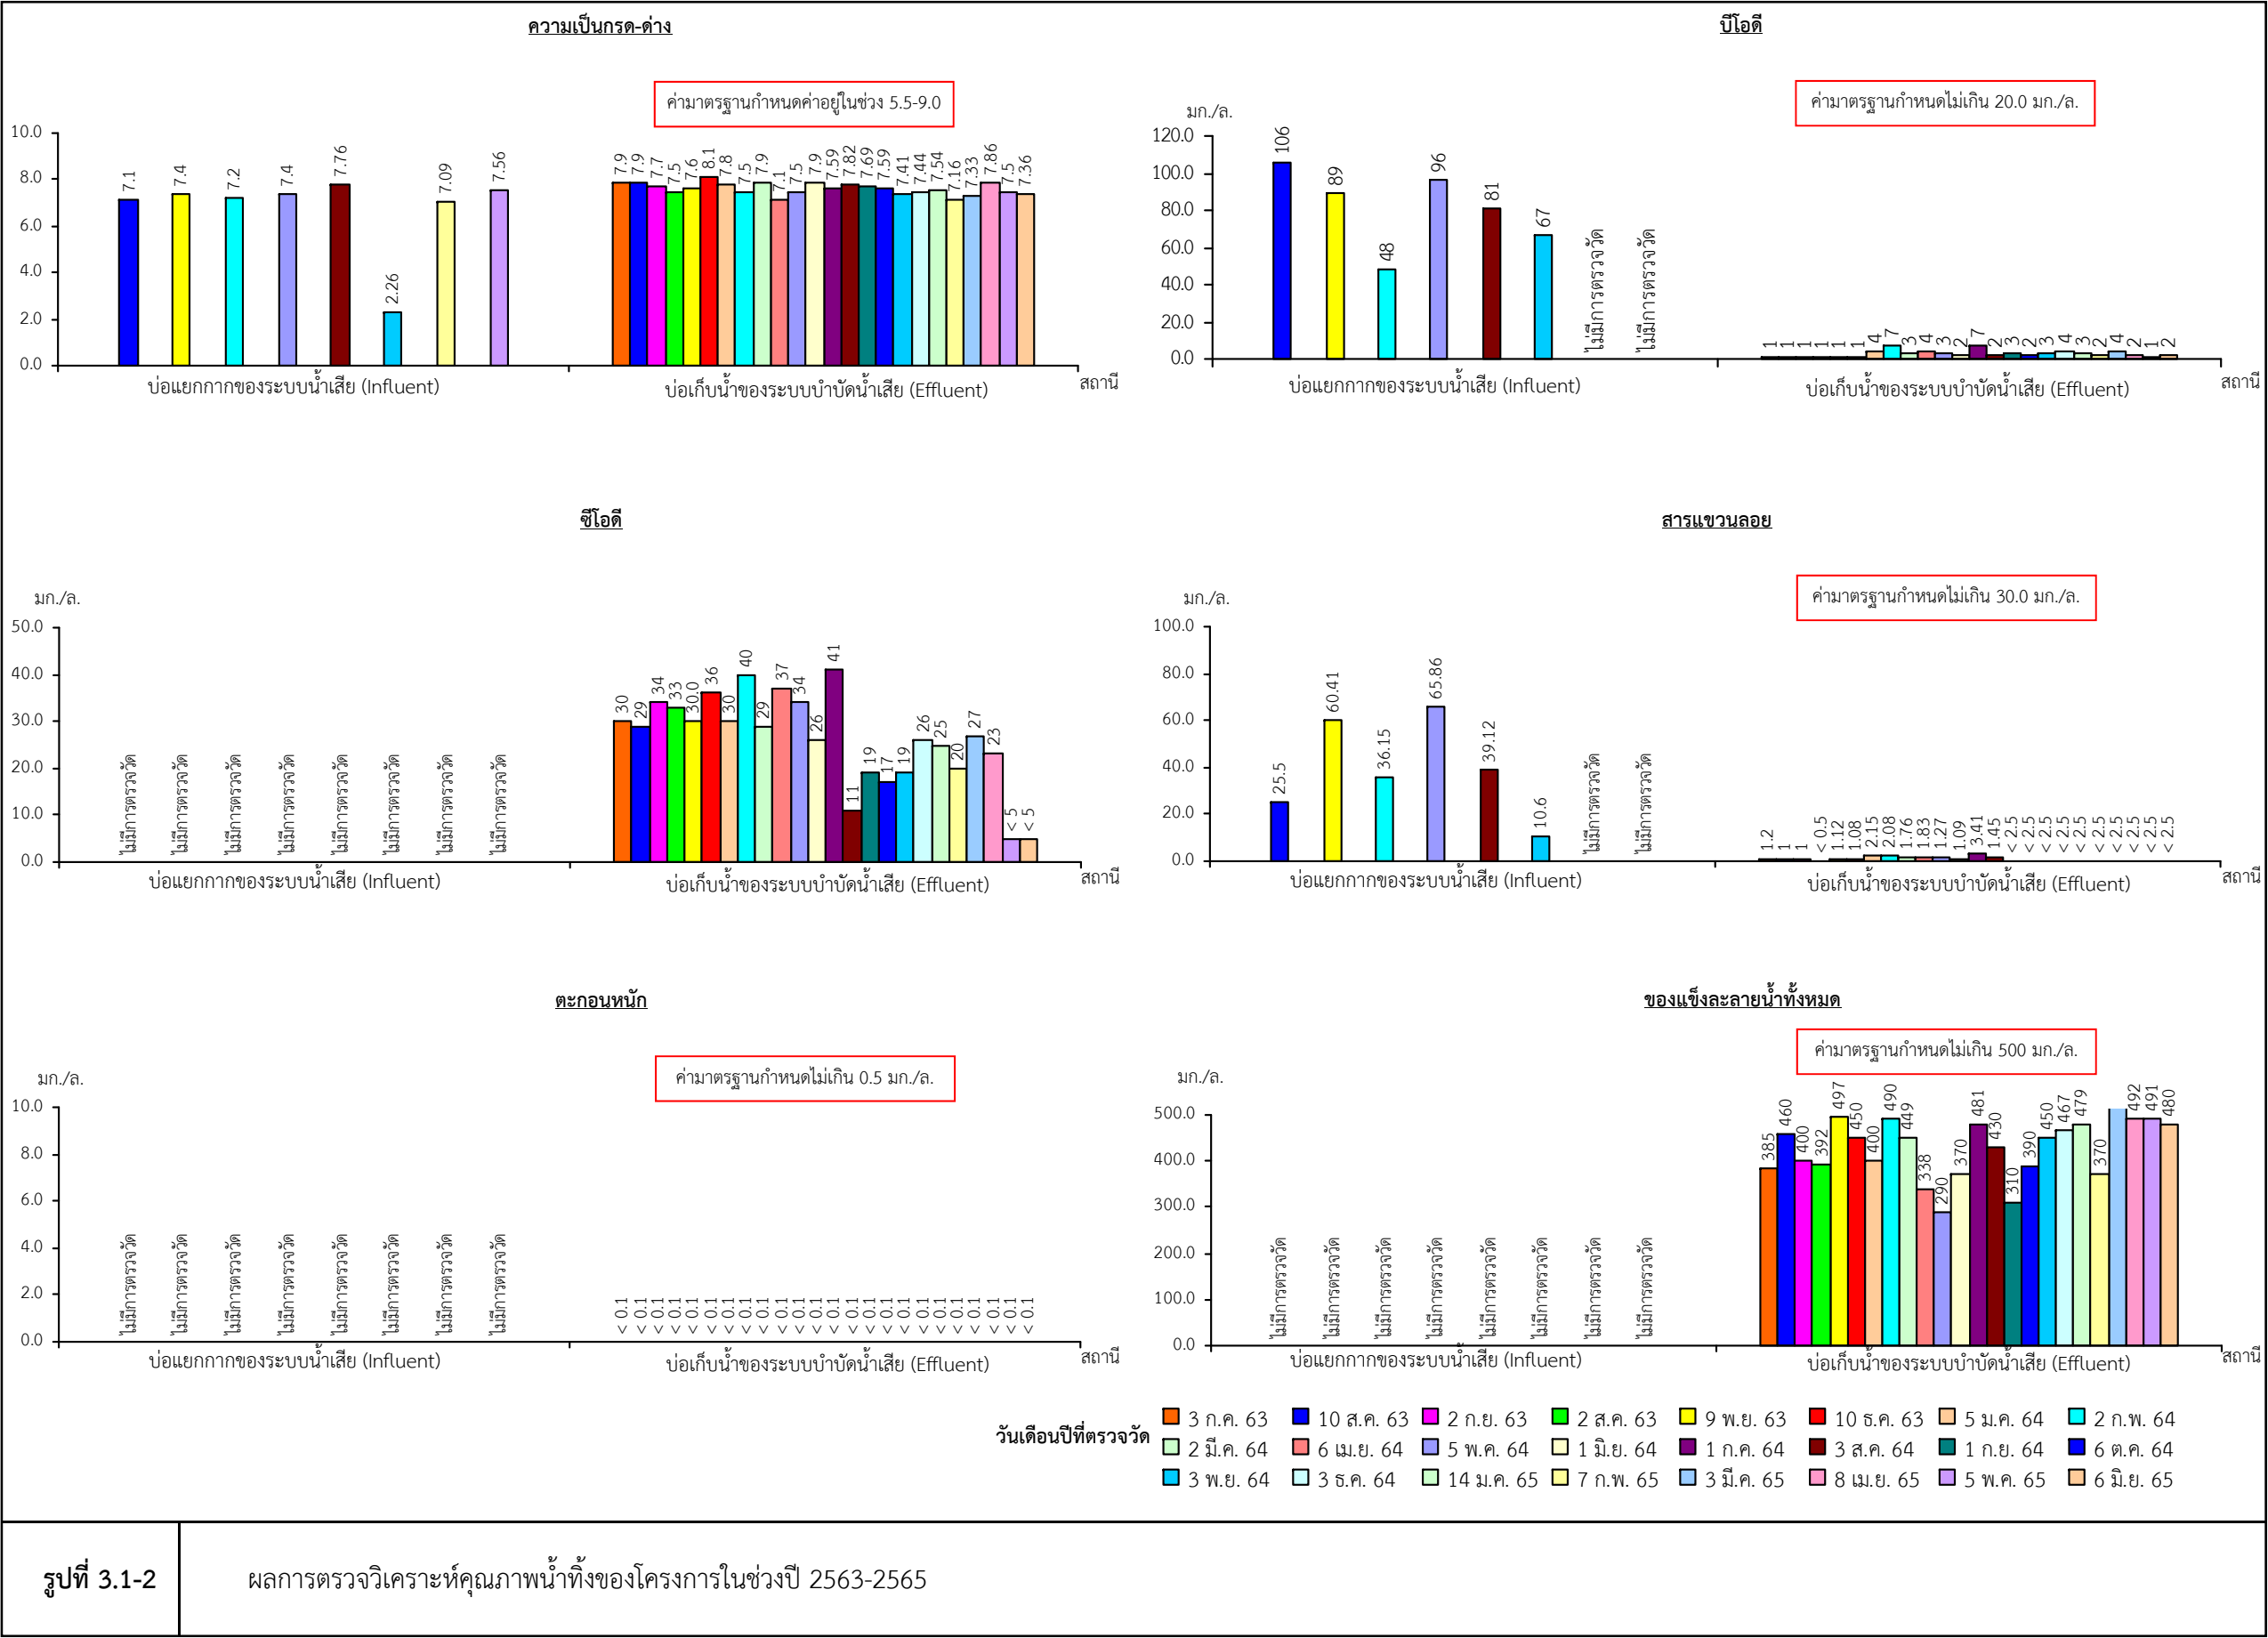 ความเป็นกรด-ด่าง
ค่ามาตรฐานกำหนดค่าอยู่ในช่วง 5.5-9.0
10.0
8.0
6.0
4.0
2.0
0.0
7.1 7.4 7.2 7.4 7.76 2.26 7.09 7.56
7.9 7.9 7.7 7.5 7.6 8.1 7.8 7.5 7.9 7.1 7.5 7.9 7.59 7.82 7.69 7.59 7.41 7.44 7.54 7.16 7.33 7.86 7.5 7.36
บ่อแยกกากของระบบน้ำเสีย (Influent)
บ่อเก็บน้ำของระบบบำบัดน้ำเสีย (Effluent)
สถานี
บีโอดี
ค่ามาตรฐานกำหนดไม่เกิน 20.0 มก./ล.
มก./ล.
120.0
100.0
80.0
60.0
40.0
20.0
0.0
106 89 48 96 81 67 ไม่มีการตรวจวัด ไม่มีการตรวจวัด
1 1 1 1 1 1 4 7 3 4 3 2 7 2 3 2 3 4 3 2 4 2 1 2
บ่อแยกกากของระบบน้ำเสีย (Influent)
บ่อเก็บน้ำของระบบบำบัดน้ำเสีย (Effluent)
สถานี
ซีโอดี
มก./ล.
50.0
40.0
30.0
20.0
10.0
0.0
ไม่มีการตรวจวัด ไม่มีการตรวจวัด ไม่มีการตรวจวัด ไม่มีการตรวจวัด ไม่มีการตรวจวัด ไม่มีการตรวจวัด ไม่มีการตรวจวัด ไม่มีการตรวจวัด
30 29 34 33 30.0 36 30 40 29 37 34 26 41 11 19 17 19 26 25 20 27 23 < 5 < 5
บ่อแยกกากของระบบน้ำเสีย (Influent)
บ่อเก็บน้ำของระบบบำบัดน้ำเสีย (Effluent)
สถานี
สารแขวนลอย
ค่ามาตรฐานกำหนดไม่เกิน 30.0 มก./ล.
มก./ล.
100.0
80.0
60.0
40.0
20.0
0.0
25.5 60.41 36.15 65.86 39.12 10.6 ไม่มีการตรวจวัด ไม่มีการตรวจวัด
1.2 1 1 < 0.5 1.12 1.08 2.15 2.08 1.76 1.83 1.27 1.09 3.41 1.45 < 2.5 < 2.5 < 2.5 < 2.5 < 2.5 < 2.5 < 2.5 < 2.5 < 2.5 < 2.5
บ่อแยกกากของระบบน้ำเสีย (Influent)
บ่อเก็บน้ำของระบบบำบัดน้ำเสีย (Effluent)
สถานี
ตะกอนหนัก
ค่ามาตรฐานกำหนดไม่เกิน 0.5 มก./ล.
มก./ล.
10.0
8.0
6.0
4.0
2.0
0.0
ไม่มีการตรวจวัด ไม่มีการตรวจวัด ไม่มีการตรวจวัด ไม่มีการตรวจวัด ไม่มีการตรวจวัด ไม่มีการตรวจวัด ไม่มีการตรวจวัด ไม่มีการตรวจวัด
< 0.1 < 0.1 < 0.1 < 0.1 < 0.1 < 0.1 < 0.1 < 0.1 < 0.1 < 0.1 < 0.1 < 0.1 < 0.1 < 0.1 < 0.1 < 0.1 < 0.1 < 0.1 < 0.1 < 0.1 < 0.1 < 0.1 < 0.1 < 0.1
บ่อแยกกากของระบบน้ำเสีย (Influent)
บ่อเก็บน้ำของระบบบำบัดน้ำเสีย (Effluent)
สถานี
ของแข็งละลายน้ำทั้งหมด
ค่ามาตรฐานกำหนดไม่เกิน 500 มก./ล.
มก./ล.
500.0
400.0
300.0
200.0
100.0
0.0
ไม่มีการตรวจวัด ไม่มีการตรวจวัด ไม่มีการตรวจวัด ไม่มีการตรวจวัด ไม่มีการตรวจวัด ไม่มีการตรวจวัด ไม่มีการตรวจวัด ไม่มีการตรวจวัด
385 460 400 392 497 450 400 490 449 338 290 370 481 430 310 390 450 467 479 370 492 491 480
บ่อแยกกากของระบบน้ำเสีย (Influent)
บ่อเก็บน้ำของระบบบำบัดน้ำเสีย (Effluent)
สถานี
วันเดือนปีที่ตรวจวัด
3 ก.ค. 63 10 ส.ค. 63 2 ก.ย. 63 2 ส.ค. 63 9 พ.ย. 63 10 ธ.ค. 63 5 ม.ค. 64 2 ก.พ. 64
2 มี.ค. 64 6 เม.ย. 64 5 พ.ค. 64 1 มิ.ย. 64 1 ก.ค. 64 3 ส.ค. 64 1 ก.ย. 64 6 ต.ค. 64
3 พ.ย. 64 3 ธ.ค. 64 14 ม.ค. 65 7 ก.พ. 65 3 มี.ค. 65 8 เม.ย. 65 5 พ.ค. 65 6 มิ.ย. 65
รูปที่ 3.1-2
ผลการตรวจวิเคราะห์คุณภาพน้ำทิ้งของโครงการในช่วงปี 2563-2565